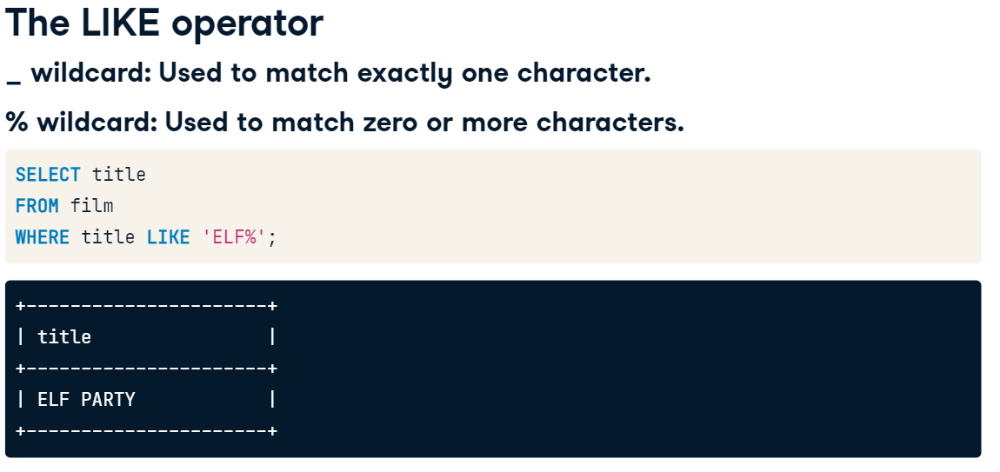 The LIKE operator
_ wildcard: Used to match exactly one character.
% wildcard: Used to match zero or more characters.
SELECT title
FROM film
WHERE title LIKE 'ELF%';
+----------------------+
| title                |
+----------------------+
| ELF PARTY            |
+----------------------+